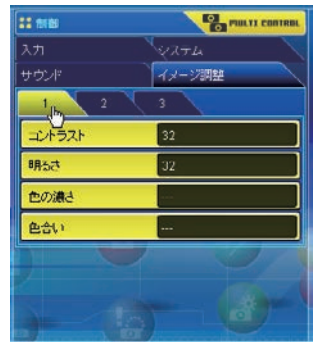 制御 MULTI CONTROL
入力 システム
サウンド イメージ調整
1 2 3
コントラスト 32
明るさ 32
色の濃さ ---
色合い ---